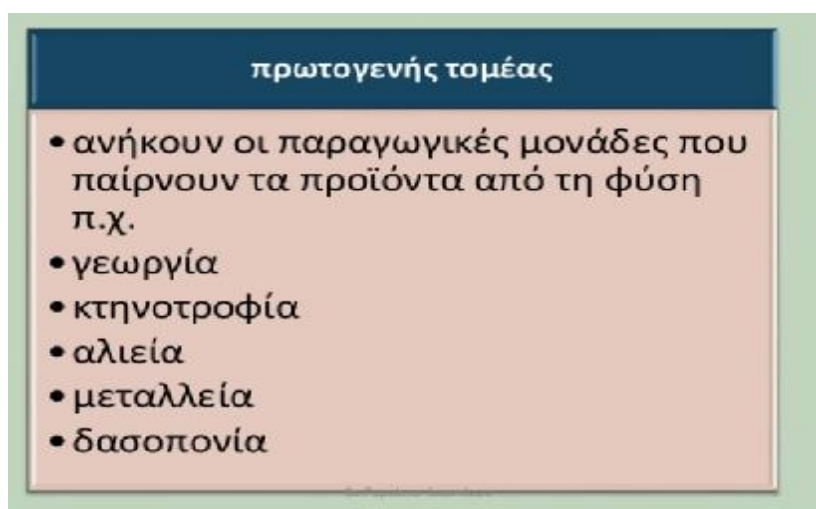 πρωτογενής τομέας
• ανήκουν οι παραγωγικές μονάδες που
παίρνουν τα προϊόντα από τη φύση
π.χ.
• γεωργία
• κτηνοτροφία
• αλιεία
• μεταλλεία
• δασοπονία